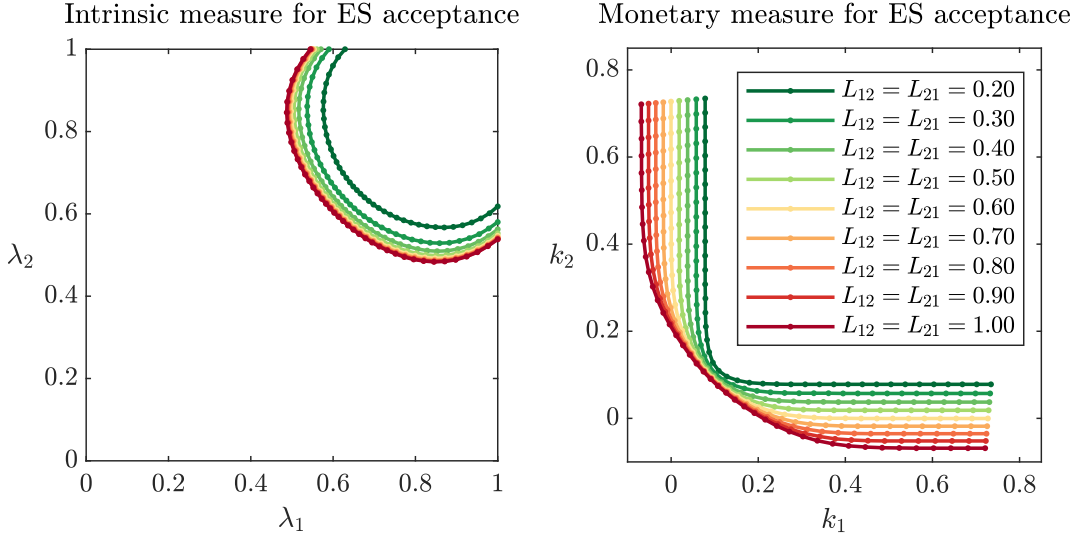 Intrinsic measure for ES acceptance
1
0.8
0.6
0.4
0.2
0
λ₂
0 0.2 0.4 0.6 0.8 1
λ₁
Monetary measure for ES acceptance
0.8
0.6
0.4
0.2
0
k₂
L₁₂ = L₂₁ = 0.20
L₁₂ = L₂₁ = 0.30
L₁₂ = L₂₁ = 0.40
L₁₂ = L₂₁ = 0.50
L₁₂ = L₂₁ = 0.60
L₁₂ = L₂₁ = 0.70
L₁₂ = L₂₁ = 0.80
L₁₂ = L₂₁ = 0.90
L₁₂ = L₂₁ = 1.00
0 0.2 0.4 0.6 0.8
k₁